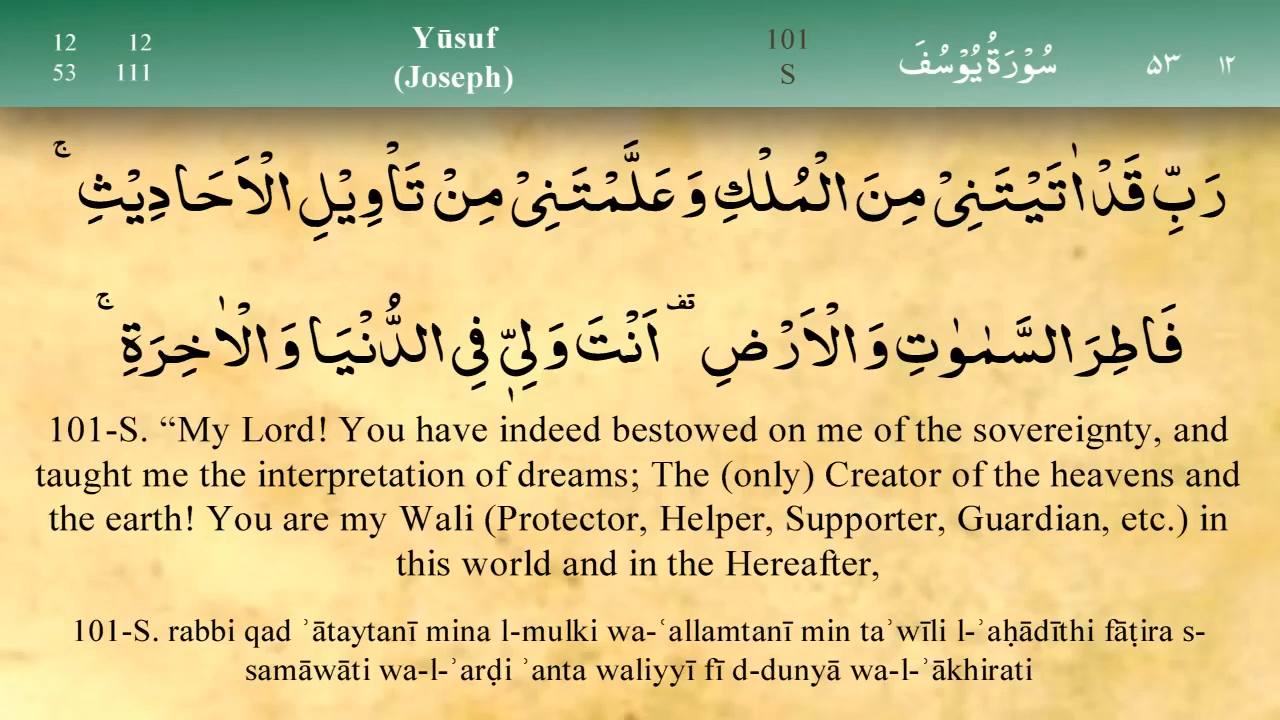 12 12
53 111
Yūsuf
(Joseph)
101
S
سُوْرَةُ يُوْسُفَ
۵۳ ۱۲
رَبِّ قَدْ اٰتَيْتَنِيْ مِنَ الْمُلْكِ وَ عَلَّمْتَنِيْ مِنْ تَاْوِيْلِ الْاَحَادِيْثِ ۚ
فَاطِرَ السَّمٰوٰتِ وَ الْاَرْضِ ۫ اَنْتَ وَلِيّٖ فِي الدُّنْيَا وَ الْاٰخِرَةِ ۚ
101-S. “My Lord! You have indeed bestowed on me of the sovereignty, and
taught me the interpretation of dreams; The (only) Creator of the heavens and
the earth! You are my Wali (Protector, Helper, Supporter, Guardian, etc.) in
this world and in the Hereafter,
101-S. rabbi qad ʾātaytanī mina l-mulki wa-ʿallamtanī min taʾwīli l-ʾaḥādīthi fāṭira s-
samāwāti wa-l-ʾarḍi ʾanta waliyyī fī d-dunyā wa-l-ʾākhirati